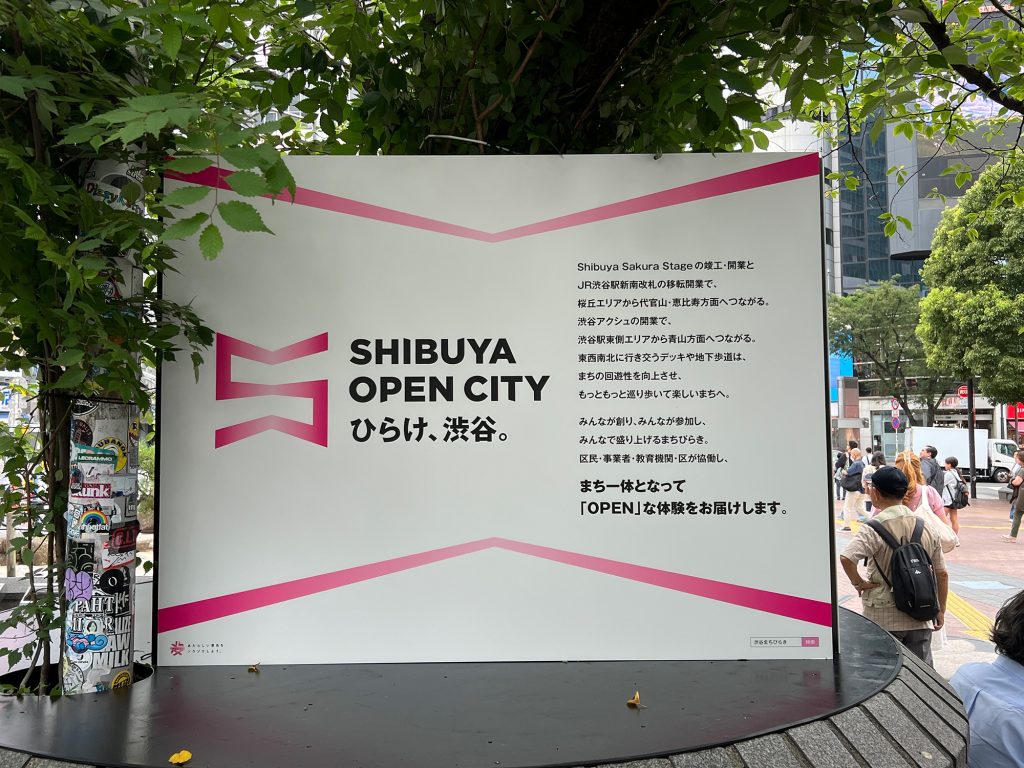 SHIBUYA
OPEN CITY
ひらけ、渋谷。
Shibuya Sakura Stageの竣工・開業と
JR渋谷駅新南改札の移転開業で、
桜丘エリアから代官山・恵比寿方面へつながる。
渋谷アクシュの開業で、
渋谷駅東側エリアから青山方面へつながる。
東西南北に行き交うデッキや地下歩道は、
まちの回遊性を向上させ、
もっともっと巡り歩いて楽しいまちへ。
みんなが創り、みんなが参加し、
みんなで盛り上げるまちびらき。
区民・事業者・教育機関・区が協働し、
まち一体となって
「OPEN」な体験をお届けします。
渋谷まちびらき
検索
MILK